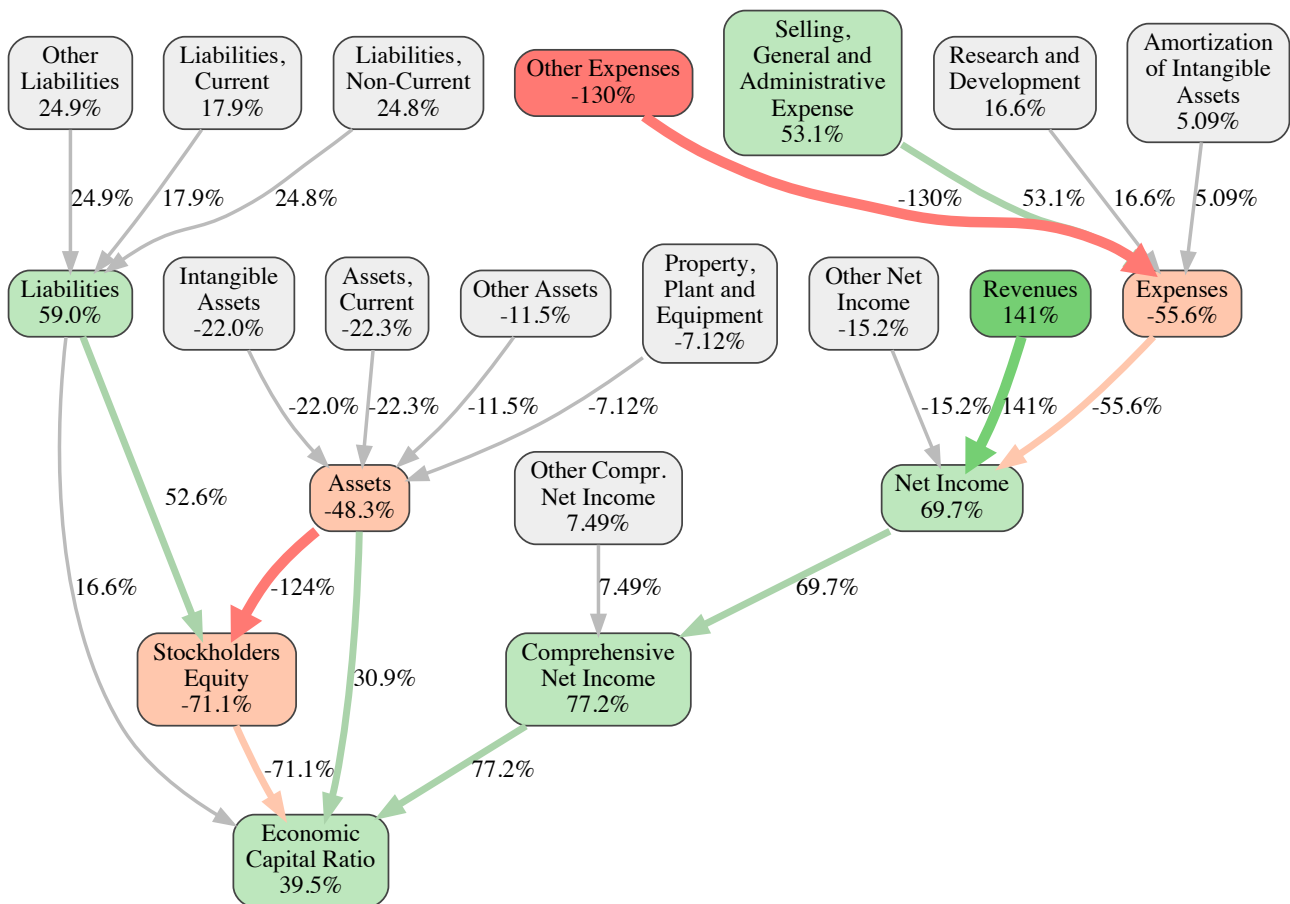 Other
Liabilities
24.9%
Liabilities,
Current
17.9%
Liabilities,
Non-Current
24.8%
Other Expenses
-130%
Selling,
General and
Administrative
Expense
53.1%
Research and
Development
16.6%
Amortization
of Intangible
Assets
5.09%
24.9%
17.9%
24.8%
-130%
53.1%
16.6%
5.09%
Liabilities
59.0%
Intangible
Assets
-22.0%
Assets,
Current
-22.3%
Other Assets
-11.5%
Property,
Plant and
Equipment
-7.12%
Other Net
Income
-15.2%
Revenues
141%
Expenses
-55.6%
-22.0%
-22.3%
-11.5%
-7.12%
-15.2%
141%
-55.6%
Assets
-48.3%
Other Compr.
Net Income
7.49%
Net Income
69.7%
52.6%
16.6%
-124%
7.49%
69.7%
Stockholders
Equity
-71.1%
30.9%
Comprehensive
Net Income
77.2%
-71.1%
77.2%
Economic
Capital Ratio
39.5%